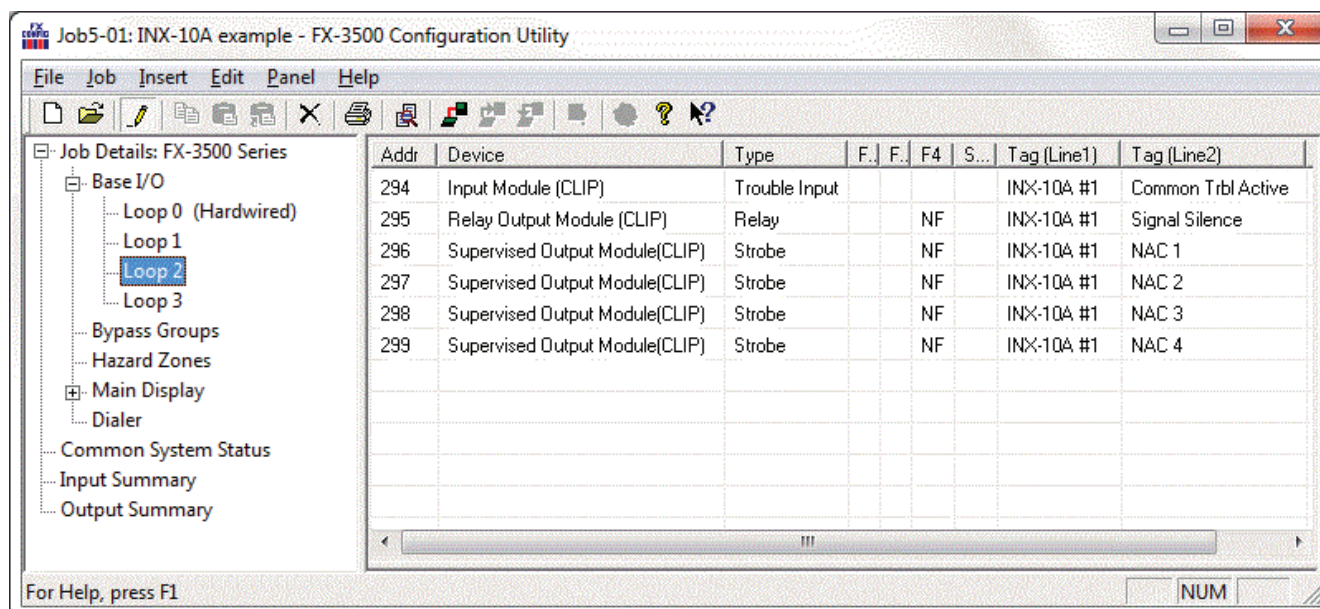 FX CONFIG Job5-01: INX-10A example - FX-3500 Configuration Utility
File Job Insert Edit Panel Help
Job Details: FX-3500 Series
Base I/O
Loop 0 (Hardwired)
Loop 1
Loop 2
Loop 3
Bypass Groups
Hazard Zones
Main Display
Dialer
Common System Status
Input Summary
Output Summary
Addr Device Type F.. F.. F4 S... Tag (Line1) Tag (Line2)
294 Input Module (CLIP) Trouble Input INX-10A #1 Common Trbl Active
295 Relay Output Module (CLIP) Relay NF INX-10A #1 Signal Silence
296 Supervised Output Module(CLIP) Strobe NF INX-10A #1 NAC 1
297 Supervised Output Module(CLIP) Strobe NF INX-10A #1 NAC 2
298 Supervised Output Module(CLIP) Strobe NF INX-10A #1 NAC 3
299 Supervised Output Module(CLIP) Strobe NF INX-10A #1 NAC 4
For Help, press F1 NUM